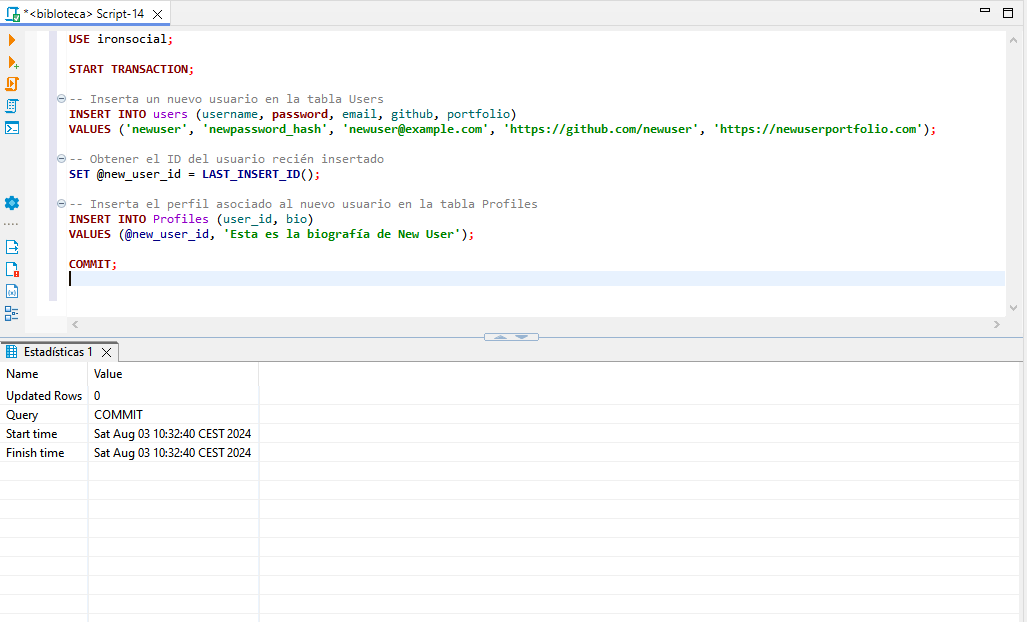 *<bibloteca> Script-14
USE ironsocial;
START TRANSACTION;
-- Inserta un nuevo usuario en la tabla Users
INSERT INTO users (username, password, email, github, portfolio)
VALUES ('newuser', 'newpassword_hash', 'newuser@example.com', 'https://github.com/newuser', 'https://newuserportfolio.com');
-- Obtener el ID del usuario recién insertado
SET @new_user_id = LAST_INSERT_ID();
-- Inserta el perfil asociado al nuevo usuario en la tabla Profiles
INSERT INTO Profiles (user_id, bio)
VALUES (@new_user_id, 'Esta es la biografía de New User');
COMMIT;
Estadísticas 1
Name Value
Updated Rows 0
Query COMMIT
Start time Sat Aug 03 10:32:40 CEST 2024
Finish time Sat Aug 03 10:32:40 CEST 2024